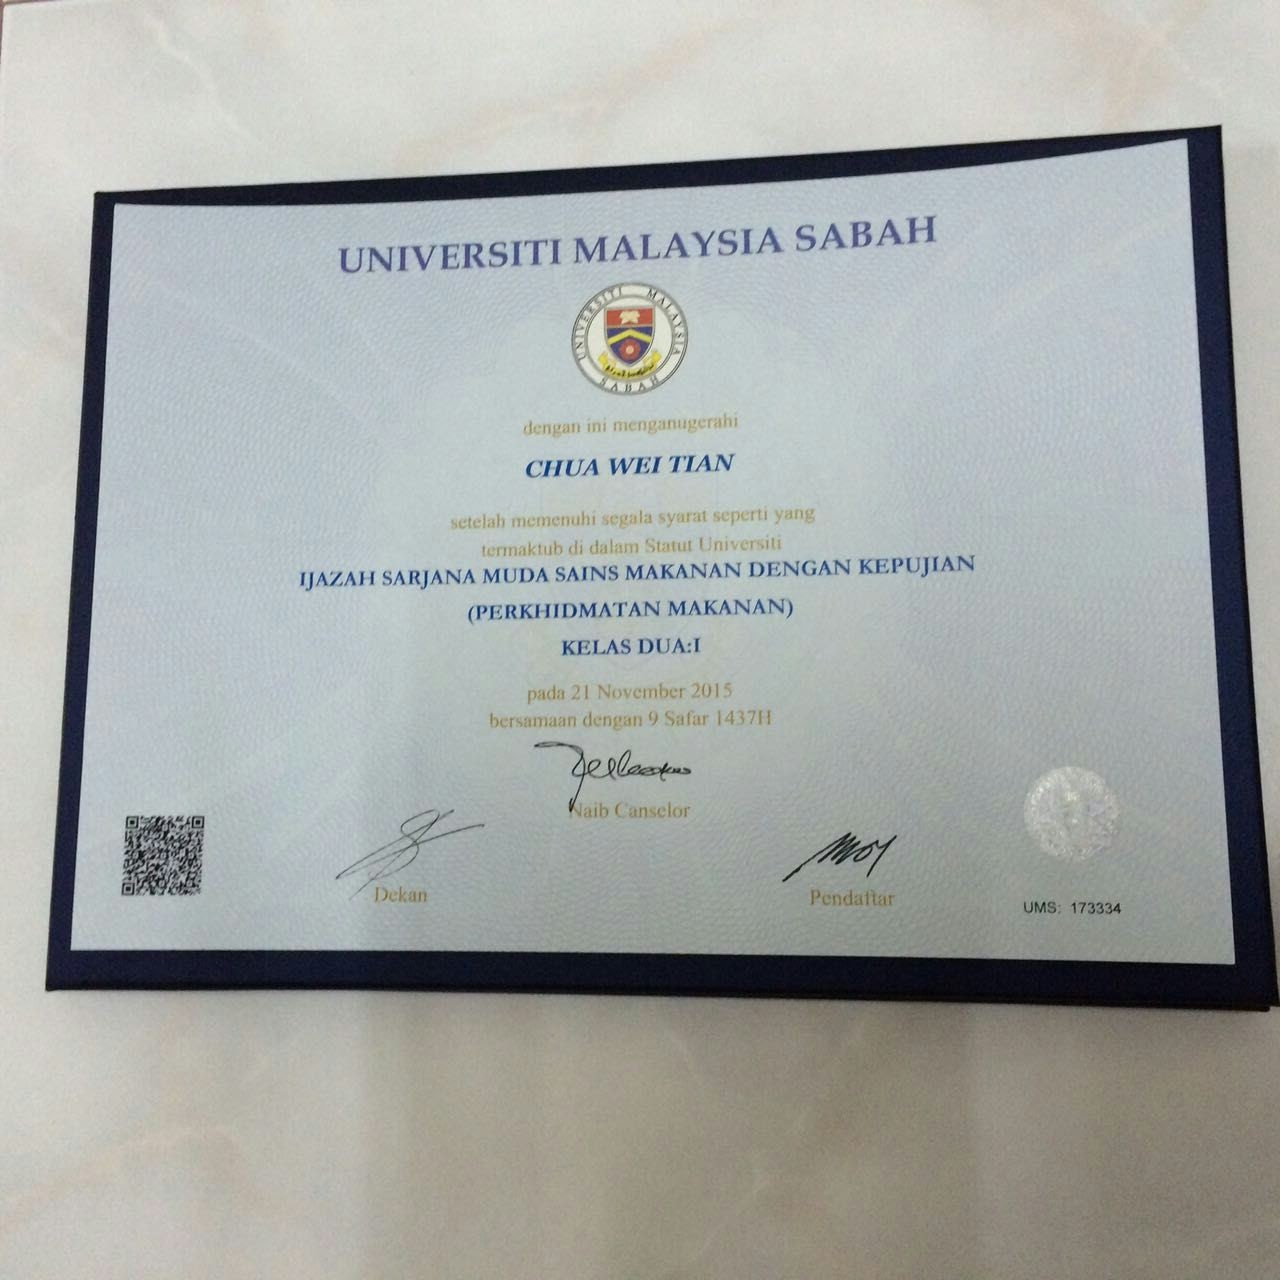 UNIVERSITI MALAYSIA SABAH
UNIVERSITI MALAYSIA
SABAH
dengan ini menganugerahi
CHUA WEI TIAN
setelah memenuhi segala syarat seperti yang
termaktub di dalam Statut Universiti
IJAZAH SARJANA MUDA SAINS MAKANAN DENGAN KEPUJIAN
(PERKHIDMATAN MAKANAN)
KELAS DUA:I
pada 21 November 2015
bersamaan dengan 9 Safar 1437H
Naib Canselor
Dekan
Pendaftar
UMS: 173334